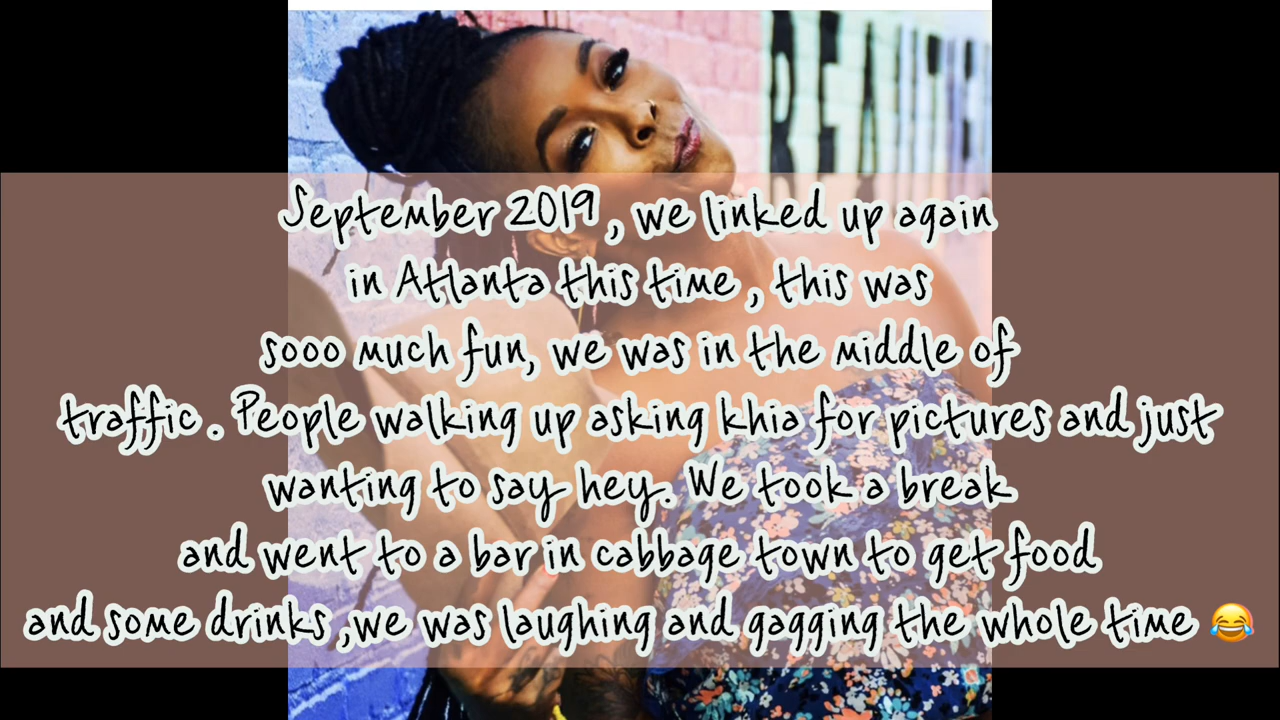 September 2019, we linked up again
in Atlanta this time, this was
sooo much fun, we was in the middle of
traffic. People walking up asking khia for pictures and just
wanting to say hey. We took a break
and went to a bar in cabbage town to get food
and some drinks ,we was laughing and gagging the whole time 😂